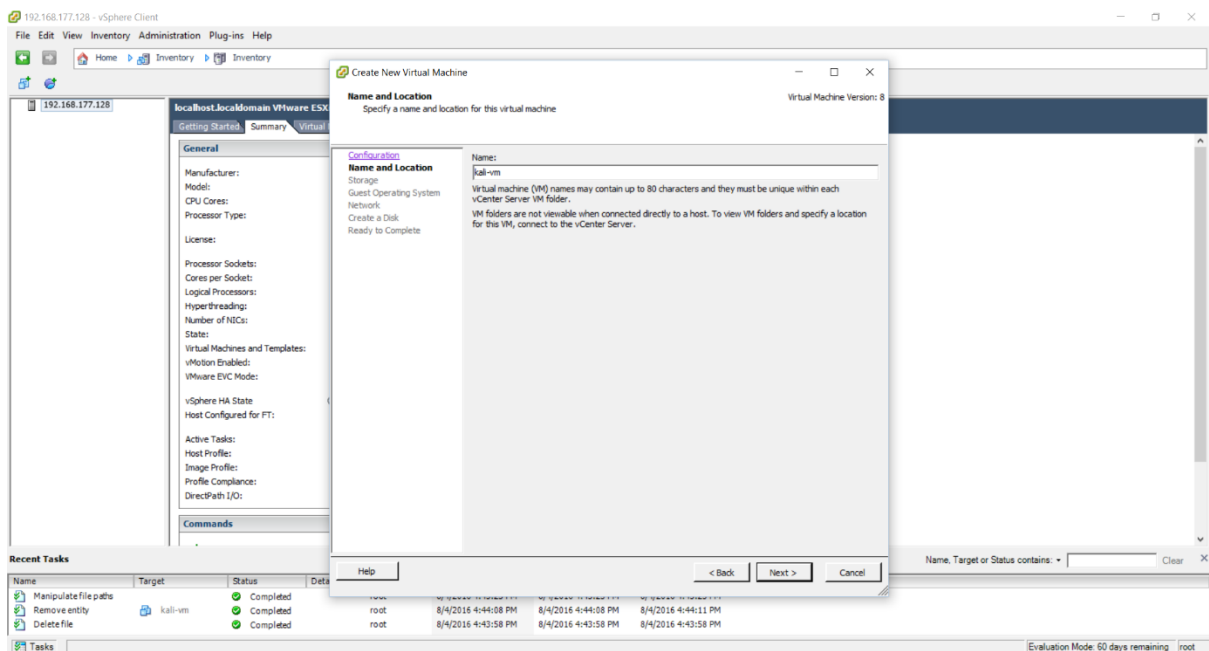 192.168.177.128 - vSphere Client
File Edit View Inventory Administration Plug-ins Help
Home Inventory Inventory
192.168.177.128
localhost.localdomain VMware ESX
Getting Started Summary Virtual
General
Manufacturer:
Model:
CPU Cores:
Processor Type:
License:
Processor Sockets:
Cores per Socket:
Logical Processors:
Hyperthreading:
Number of NICs:
State:
Virtual Machines and Templates:
vMotion Enabled:
VMware EVC Mode:
vSphere HA State
Host Configured for FT:
Active Tasks:
Host Profile:
Image Profile:
Profile Compliance:
DirectPath I/O:
Commands
Create New Virtual Machine
Name and Location
Specify a name and location for this virtual machine
Virtual Machine Version: 8
Configuration
Name and Location
Storage
Guest Operating System
Network
Create a Disk
Ready to Complete
Name:
kali-vm
Virtual machine (VM) names may contain up to 80 characters and they must be unique within each
vCenter Server VM folder.
VM folders are not viewable when connected directly to a host. To view VM folders and specify a location
for this VM, connect to the vCenter Server.
Help < Back Next > Cancel
Recent Tasks
Name, Target or Status contains: Clear
Name Target Status Deta
Manipulate file paths Completed
Remove entity kali-vm Completed root 8/4/2016 4:44:08 PM 8/4/2016 4:44:08 PM 8/4/2016 4:44:11 PM
Delete file Completed root 8/4/2016 4:43:58 PM 8/4/2016 4:43:58 PM 8/4/2016 4:43:58 PM
Tasks
Evaluation Mode: 60 days remaining root